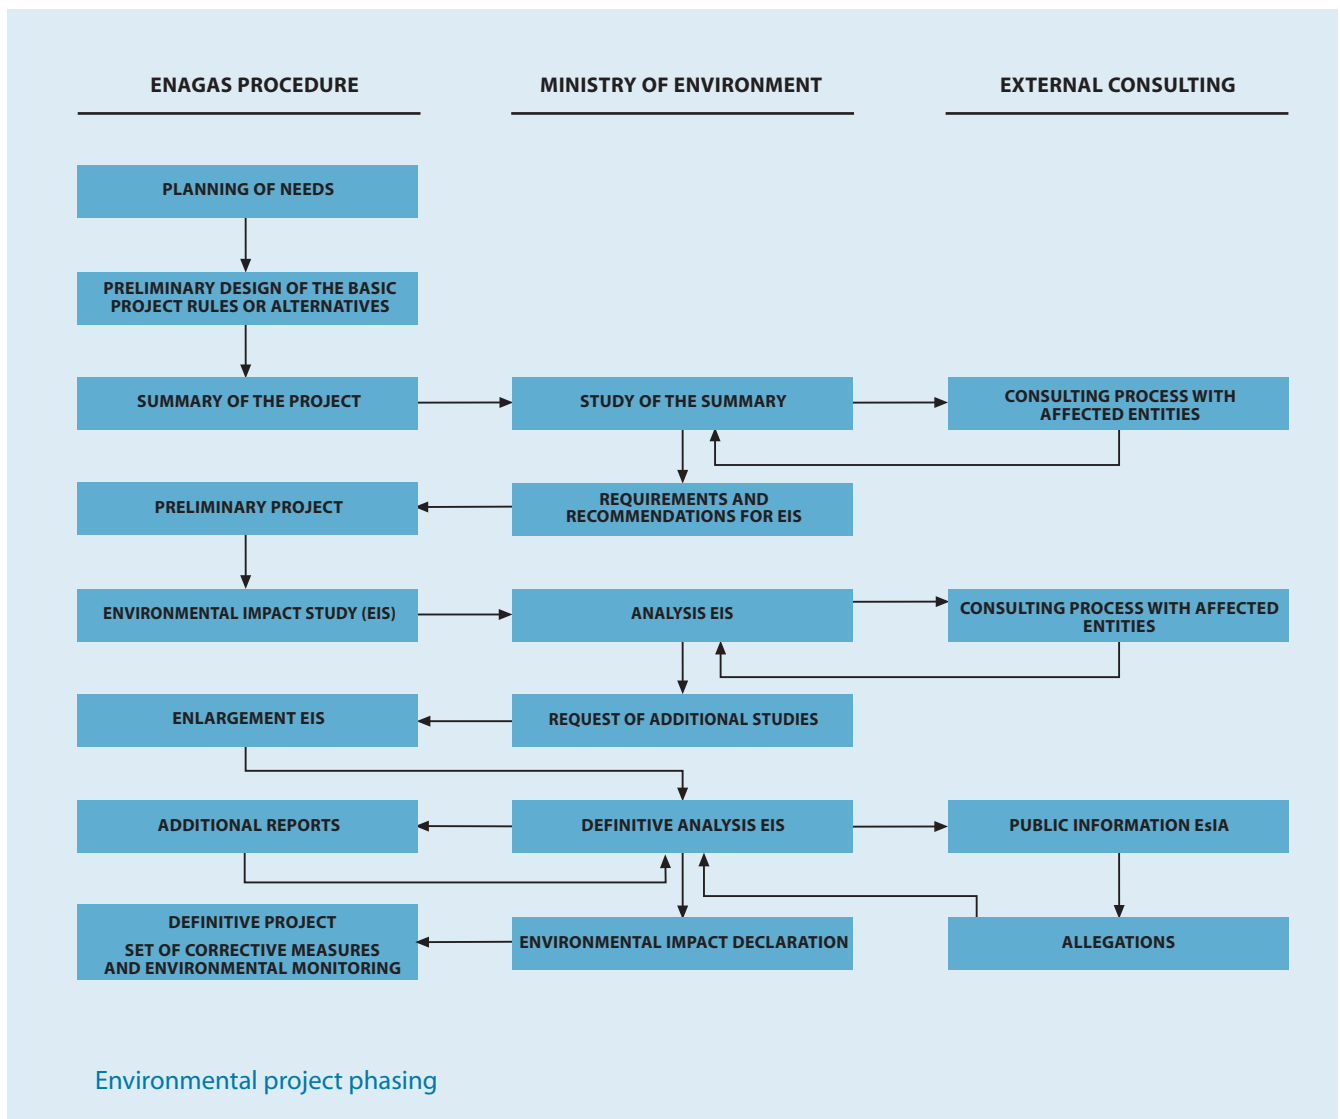 ENAGAS PROCEDURE
MINISTRY OF ENVIRONMENT
EXTERNAL CONSULTING
PLANNING OF NEEDS
PRELIMINARY DESIGN OF THE BASIC
PROJECT RULES OR ALTERNATIVES
SUMMARY OF THE PROJECT
STUDY OF THE SUMMARY
CONSULTING PROCESS WITH
AFFECTED ENTITIES
PRELIMINARY PROJECT
REQUIREMENTS AND
RECOMMENDATIONS FOR EIS
ENVIRONMENTAL IMPACT STUDY (EIS)
ANALYSIS EIS
CONSULTING PROCESS WITH AFFECTED
ENTITIES
ENLARGEMENT EIS
REQUEST OF ADDITIONAL STUDIES
ADDITIONAL REPORTS
DEFINITIVE ANALYSIS EIS
PUBLIC INFORMATION EsIA
DEFINITIVE PROJECT
SET OF CORRECTIVE MEASURES
AND ENVIRONMENTAL MONITORING
ENVIRONMENTAL IMPACT DECLARATION
ALLEGATIONS
Environmental project phasing